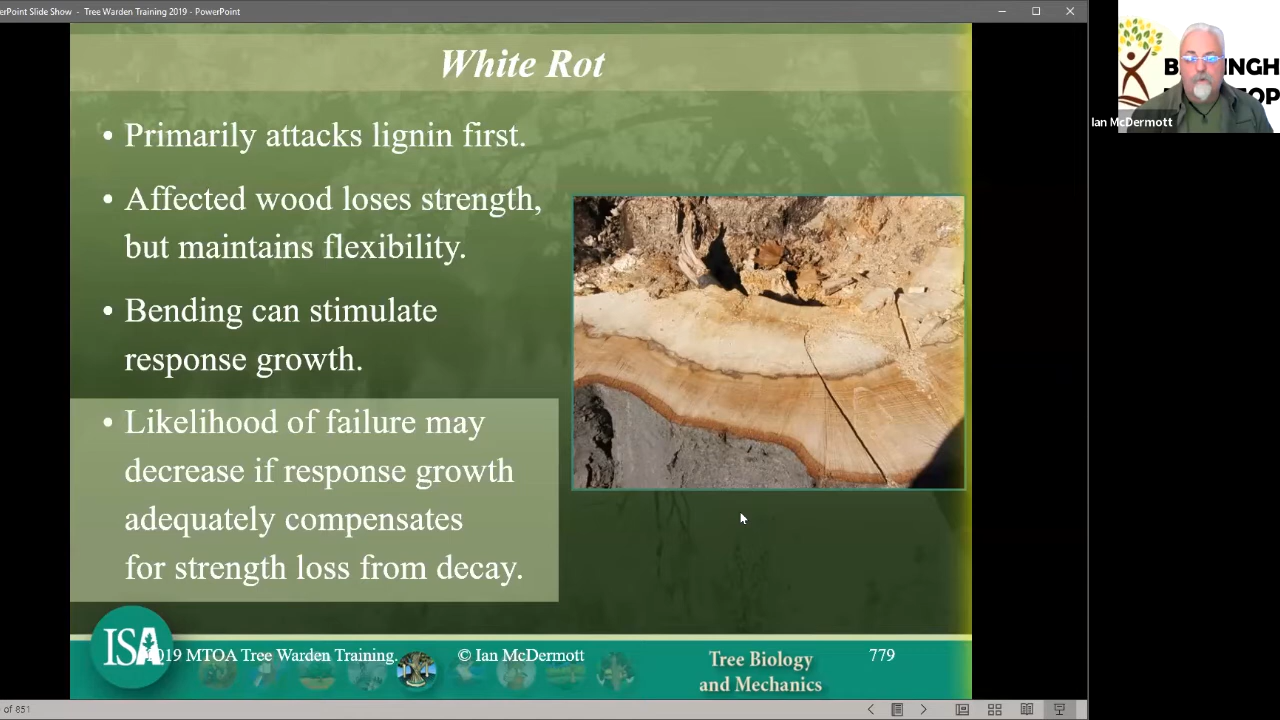 PointPoint Slide Show - Tree Warden Training 2019 - PowerPoint
White Rot
• Primarily attacks lignin first.
• Affected wood loses strength,
but maintains flexibility.
• Bending can stimulate
response growth.
• Likelihood of failure may
decrease if response growth
adequately compensates
for strength loss from decay.
ISA
2019 MTOA Tree Warden Training.
© Ian McDermott
Tree Biology
and Mechanics
779
of 851
Ian McDermott